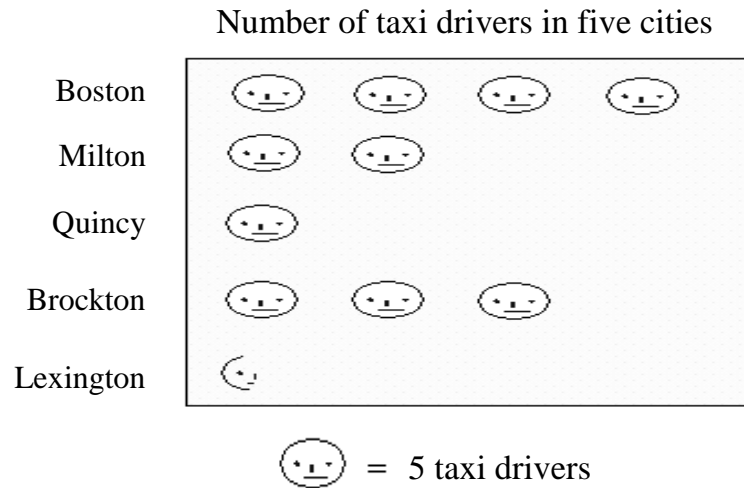 Number of taxi drivers in five cities
Boston
Milton
Quincy
Brockton
Lexington
= 5 taxi drivers